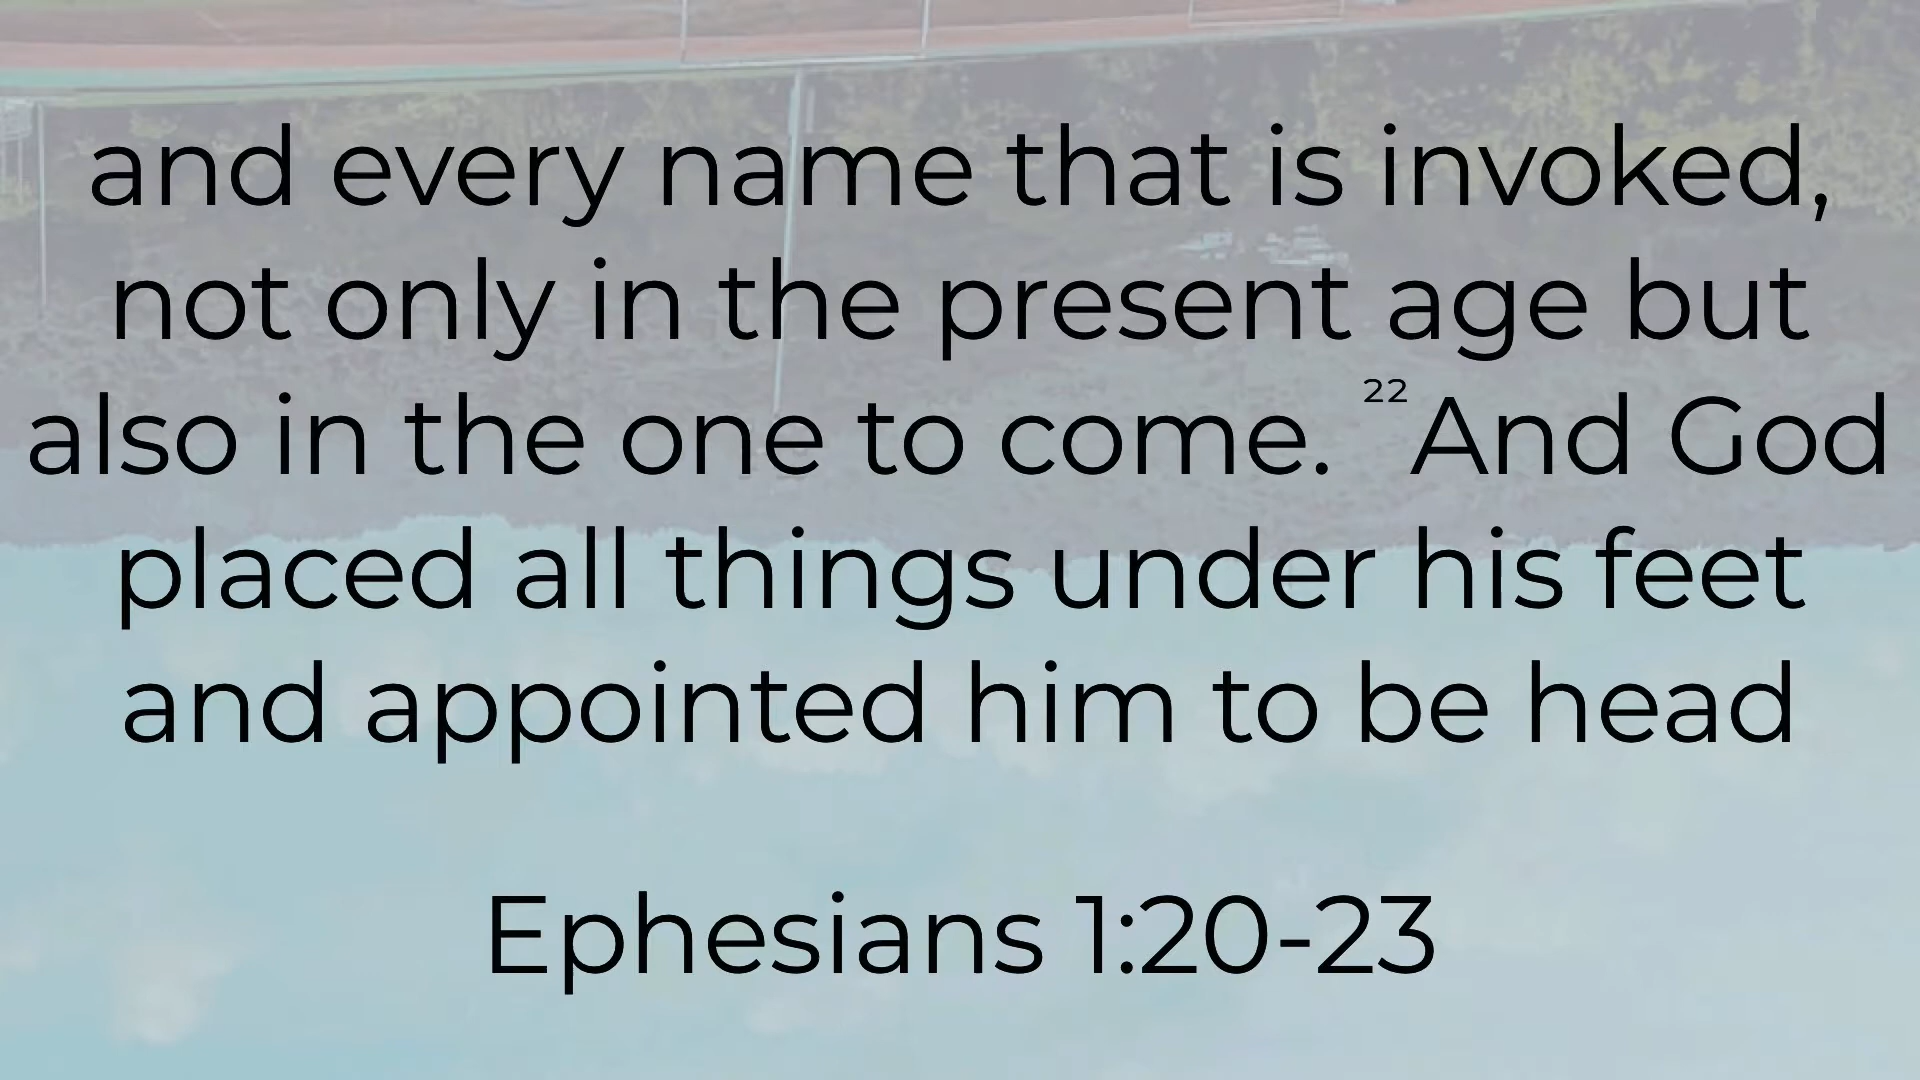 and every name that is invoked,
not only in the present age but
also in the one to come. ²²And God
placed all things under his feet
and appointed him to be head
Ephesians 1:20-23